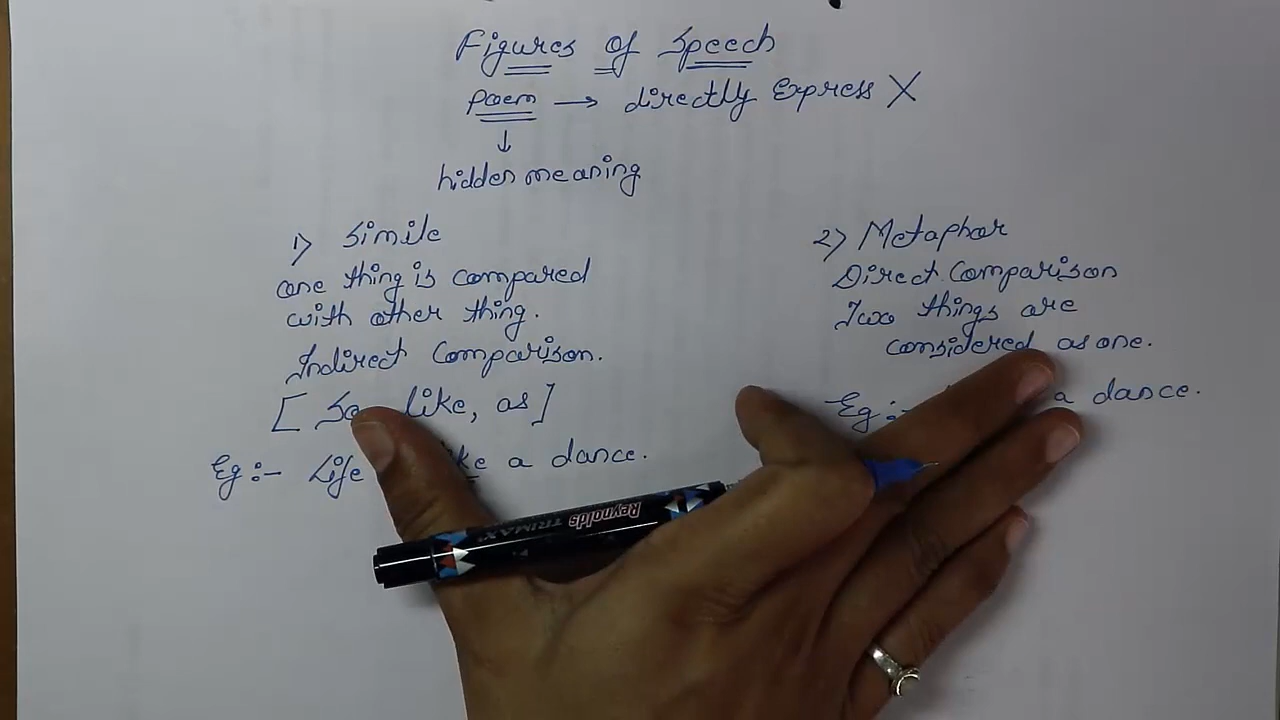 Figures of Speech
Poem → directly Express X
↓
hidden meaning
1) Simile
one thing is compared
with other thing.
Indirect Comparison.
[ So, like, as ]
Eg :- Life like a dance.
2) Metaphor
Direct Comparison
Two things are
considered as one.
Eg :- a dance.
Reynolds
TRIMAX